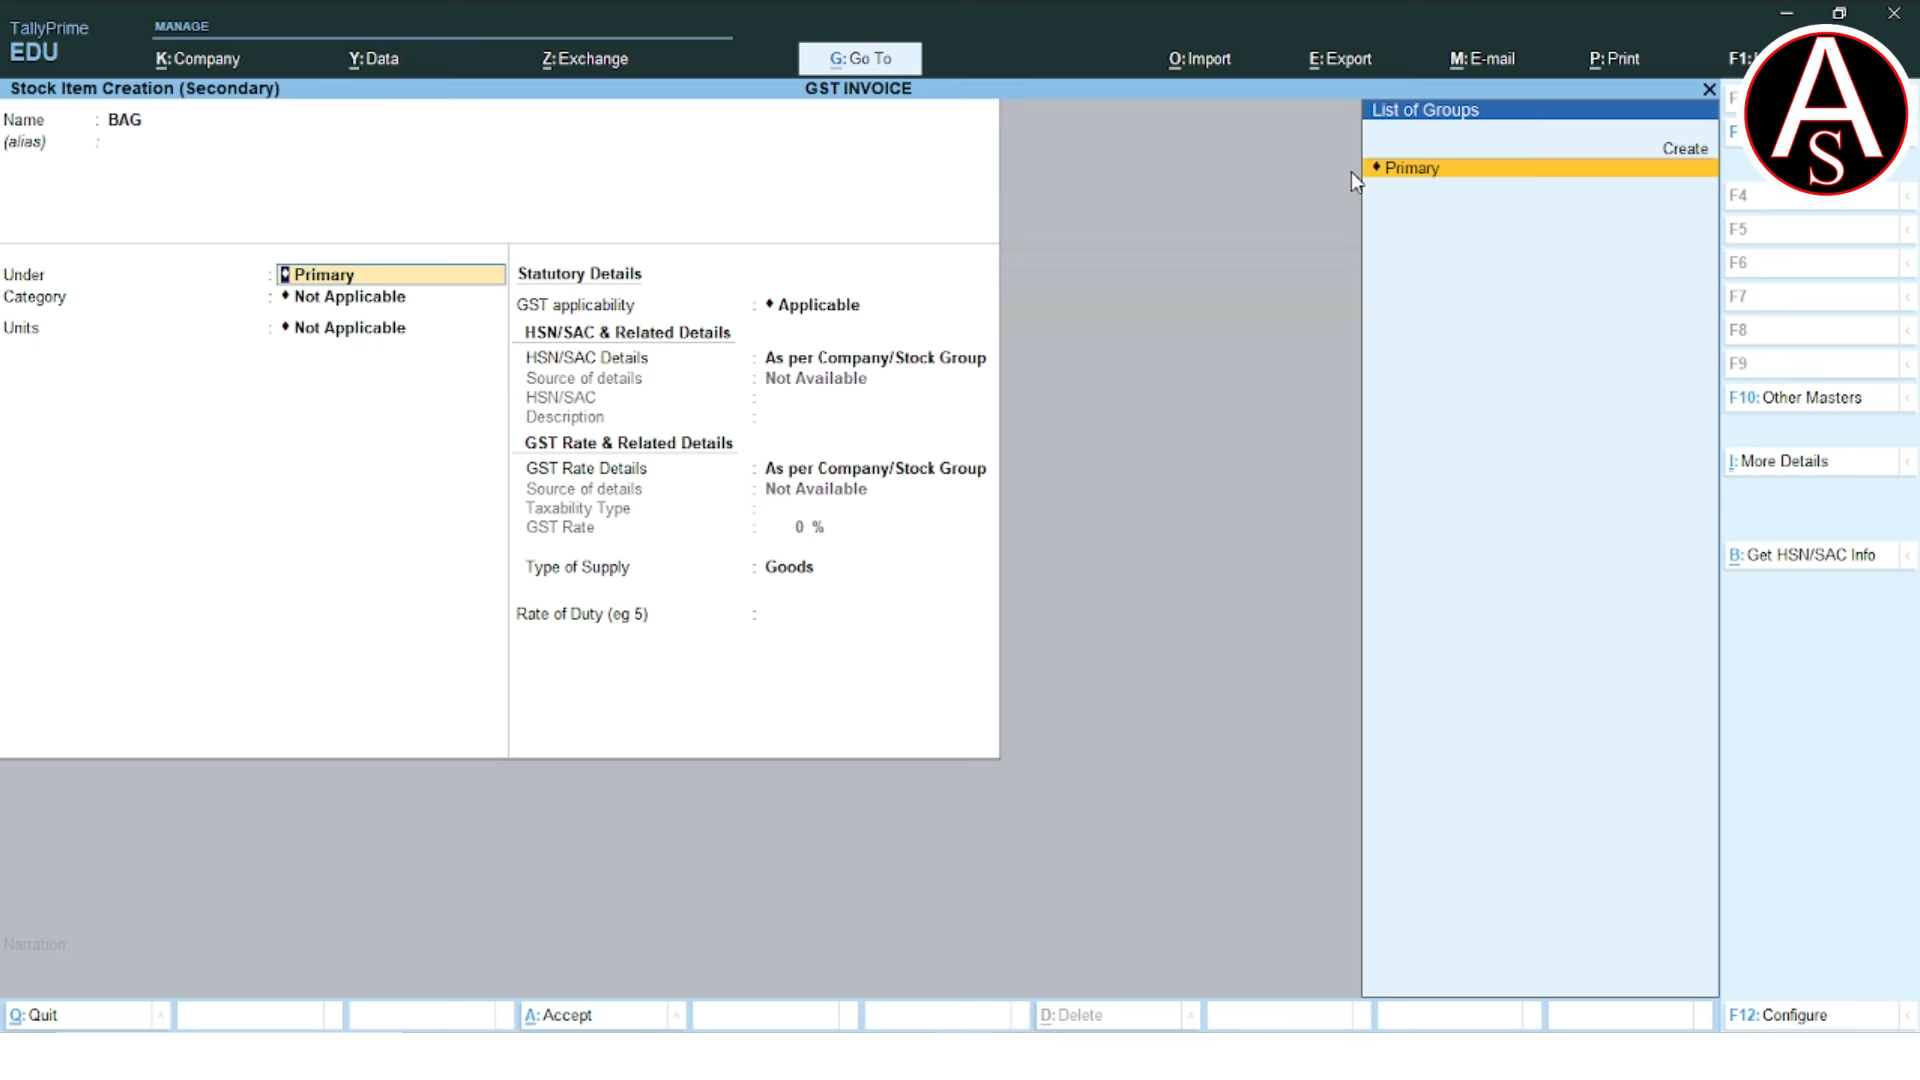 TallyPrime
EDU
MANAGE
K: Company
Y: Data
Z: Exchange
G: Go To
O: Import
E: Export
M: E-mail
P: Print
F1:
Stock Item Creation (Secondary)
GST INVOICE
Name : BAG
(alias) :
Under : Primary
Category : Not Applicable
Units : Not Applicable
Statutory Details
GST applicability : Applicable
HSN/SAC & Related Details
HSN/SAC Details : As per Company/Stock Group
Source of details : Not Available
HSN/SAC :
Description :
GST Rate & Related Details
GST Rate Details : As per Company/Stock Group
Source of details : Not Available
Taxability Type :
GST Rate : 0 %
Type of Supply : Goods
Rate of Duty (eg 5) :
List of Groups
Create
Primary
A
S
F4
F5
F6
F7
F8
F9
F10: Other Masters
I: More Details
B: Get HSN/SAC Info
Narration:
Q: Quit
A: Accept
D: Delete
F12: Configure